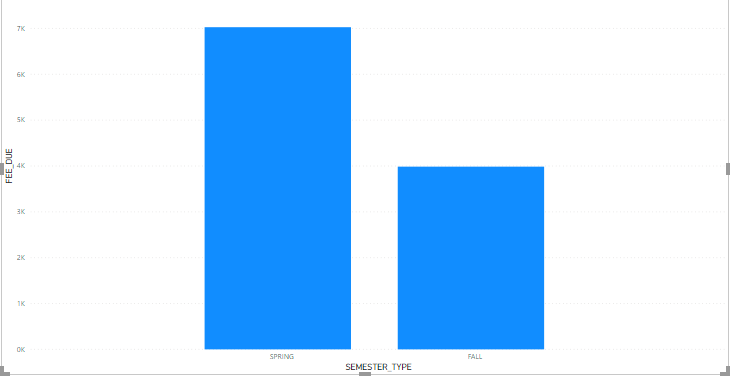 7K
6K
5K
4K
3K
2K
1K
0K
FEE_DUE
SPRING
FALL
SEMESTER_TYPE